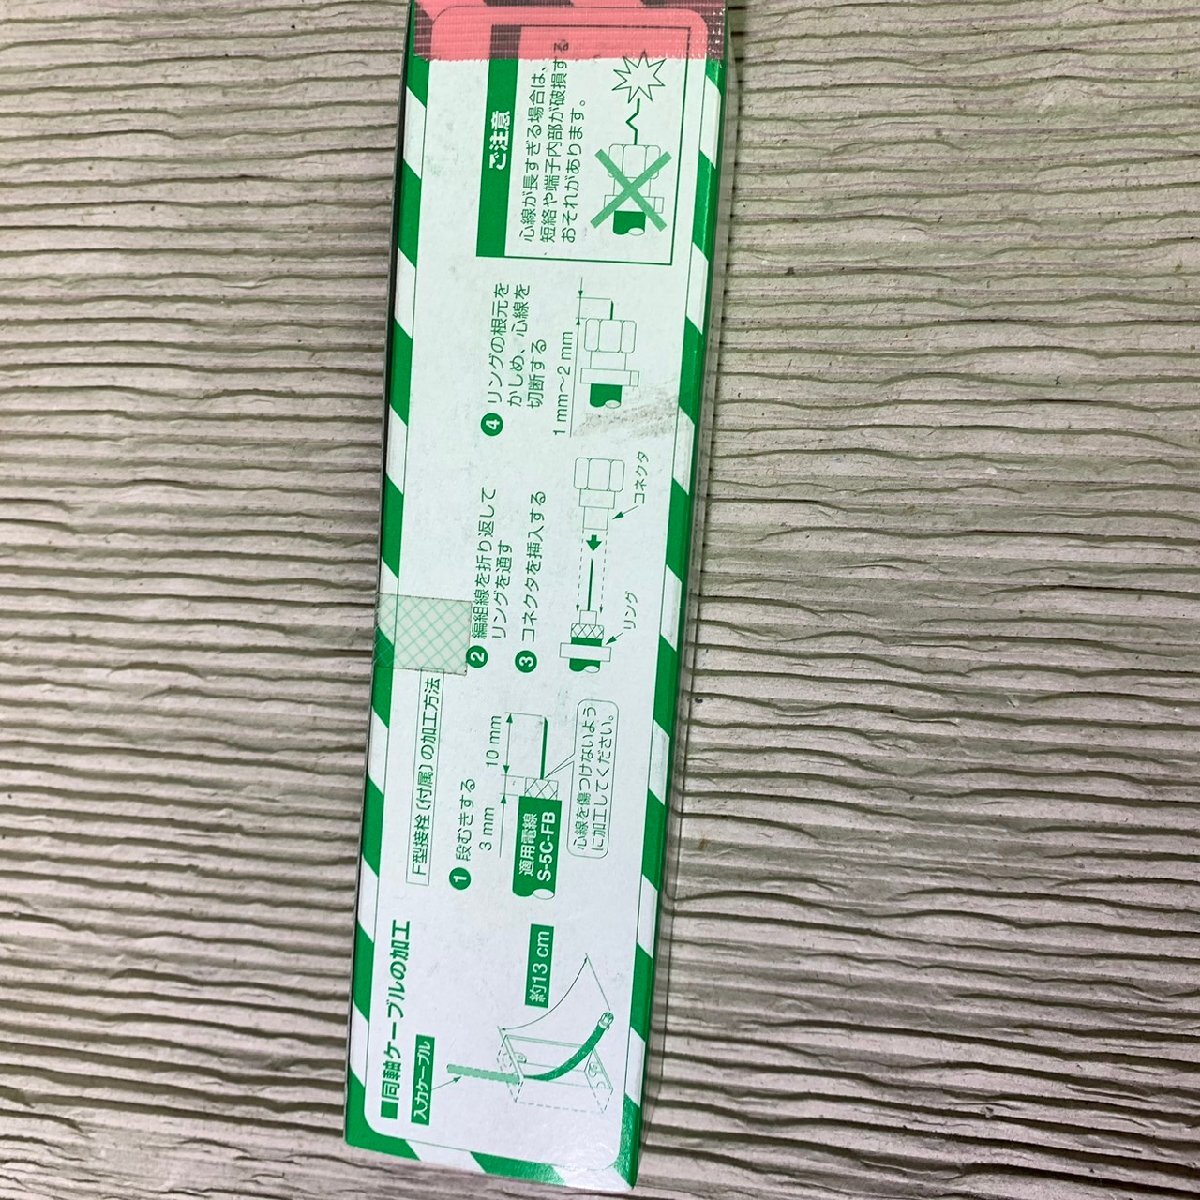 ■同軸ケーブルの加工
入力ケーブル
約13 cm
F型接栓(付属)の加工方法
1 段むきする
3 mm
10 mm
適用電線
S-5C-FB
心線を傷つけないよう
に加工してください。
2 編組線を折り返して
リングを通す
3 コネクタを挿入する
リング
コネクタ
4 リングの根元を
かしめ、心線を
切断する
1 mm～2 mm
ご注意
心線が長すぎる場合は、
短絡や端子内部が破損する
おそれがあります。